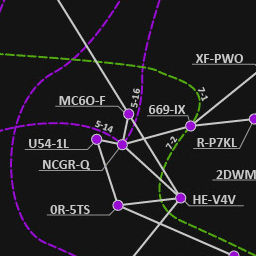 XF-PWO
5-16
7-1
MC6O-F
669-IX
5-14
U54-1L
7-2
R-P7KL
NCGR-Q
2DWM
HE-V4V
0R-5TS